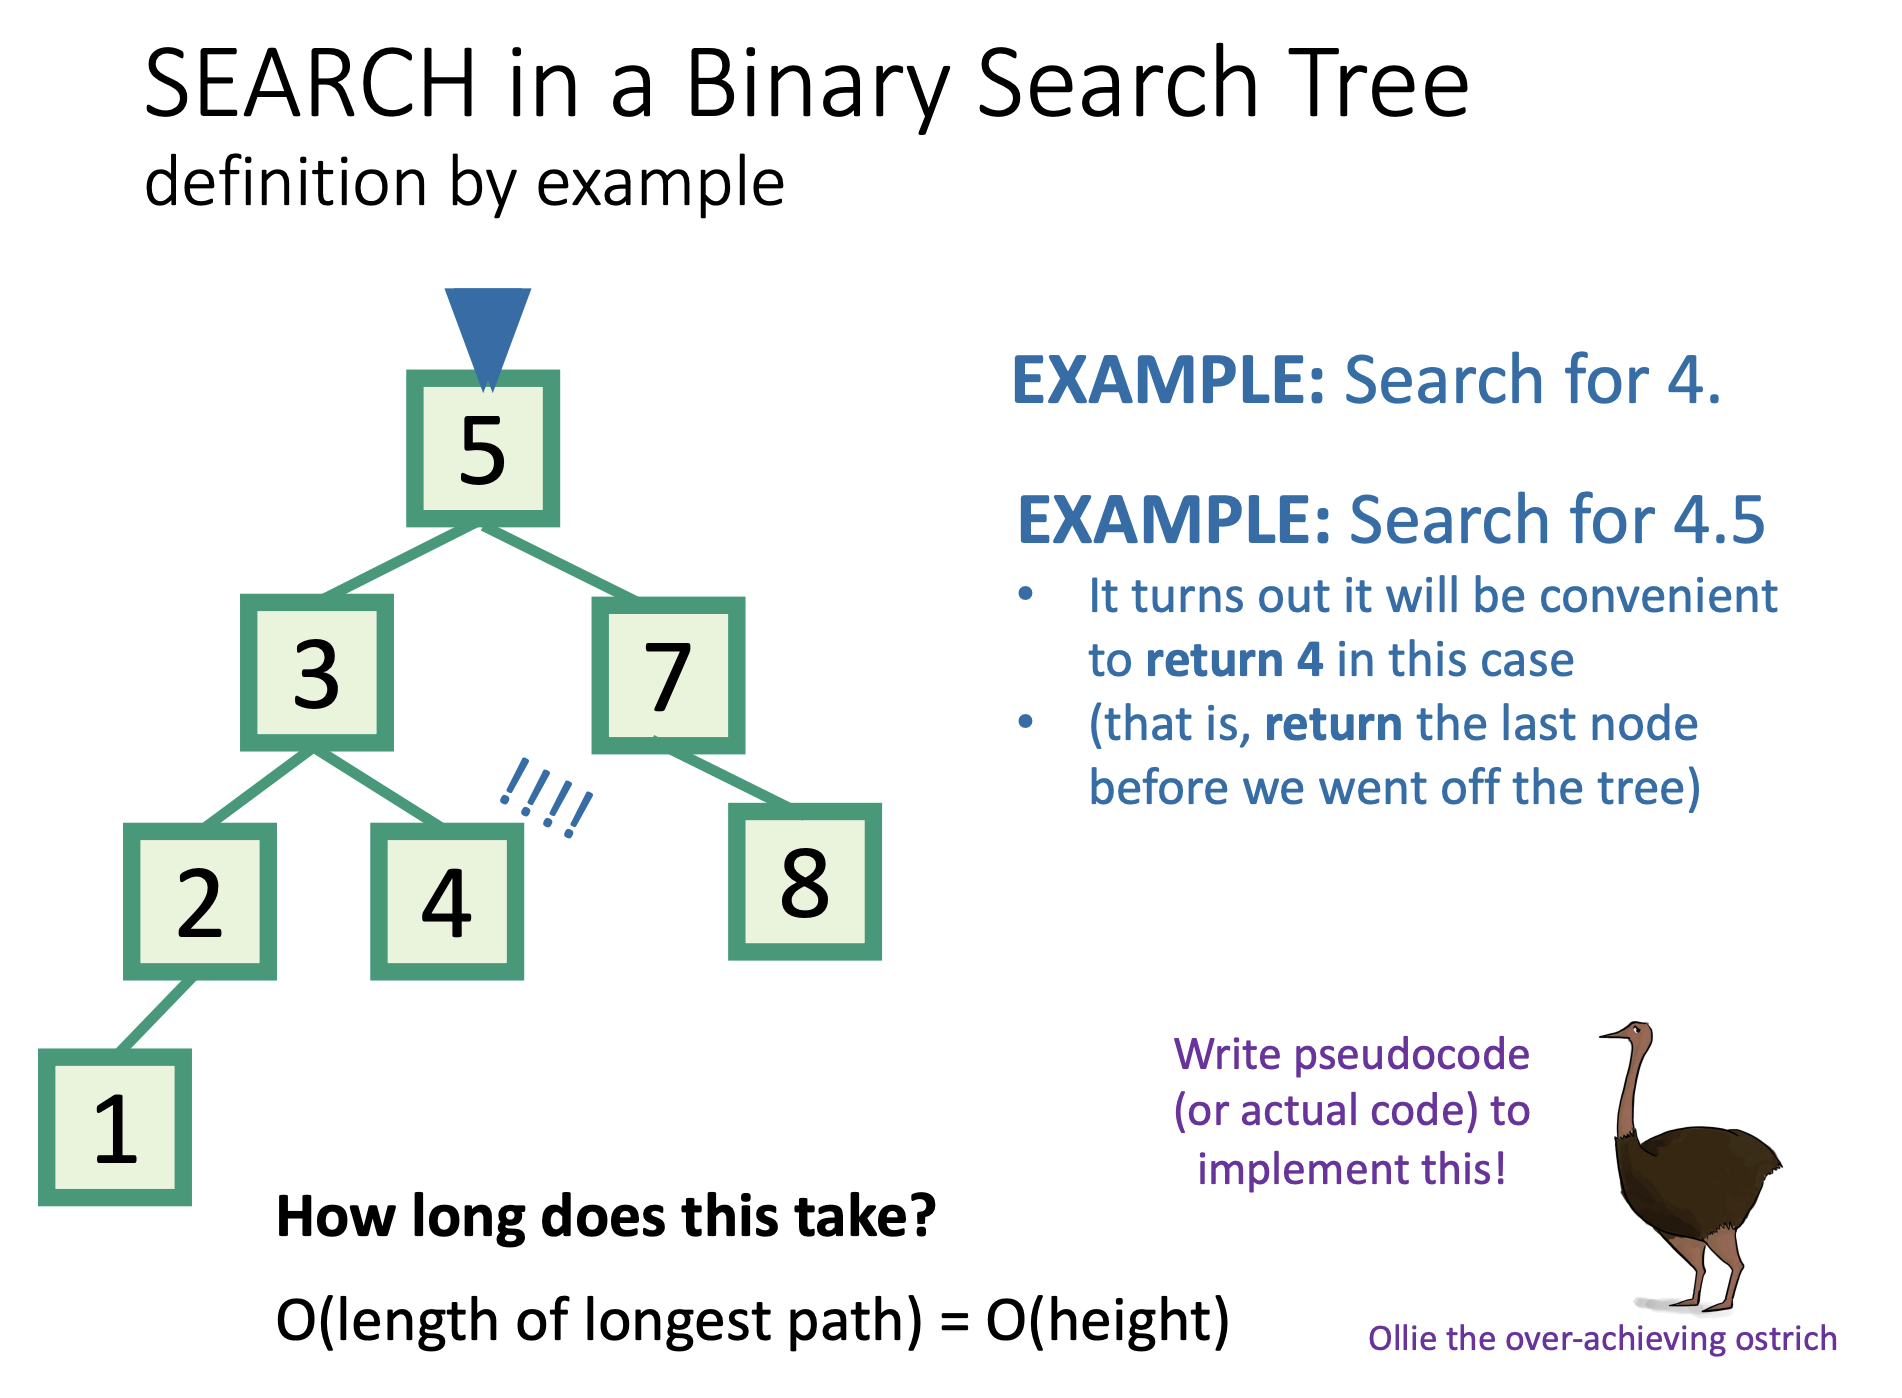 SEARCH in a Binary Search Tree
definition by example
EXAMPLE: Search for 4.
EXAMPLE: Search for 4.5
• It turns out it will be convenient
to return 4 in this case
• (that is, return the last node
before we went off the tree)
5
3
7
!!!!
2
4
8
1
Write pseudocode
(or actual code) to
implement this!
How long does this take?
O(length of longest path) = O(height)
Ollie the over-achieving ostrich